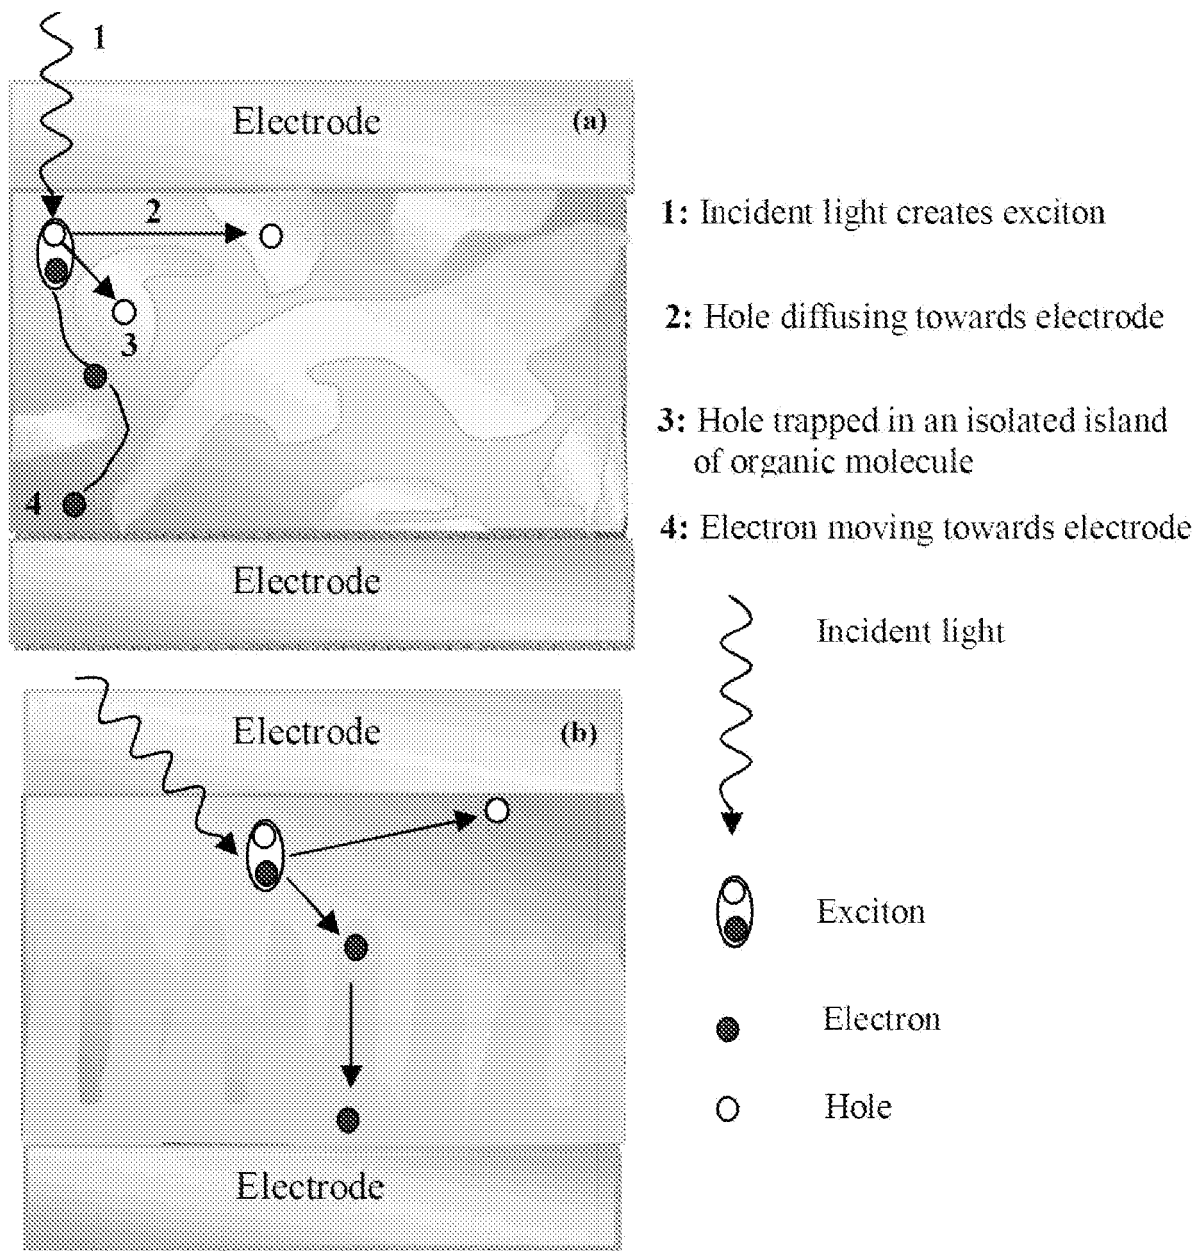 1
Electrode (a)
2
3
4
Electrode
1: Incident light creates exciton
2: Hole diffusing towards electrode
3: Hole trapped in an isolated island
of organic molecule
4: Electron moving towards electrode
Incident light
Exciton
Electron
Hole
Electrode (b)
Electrode